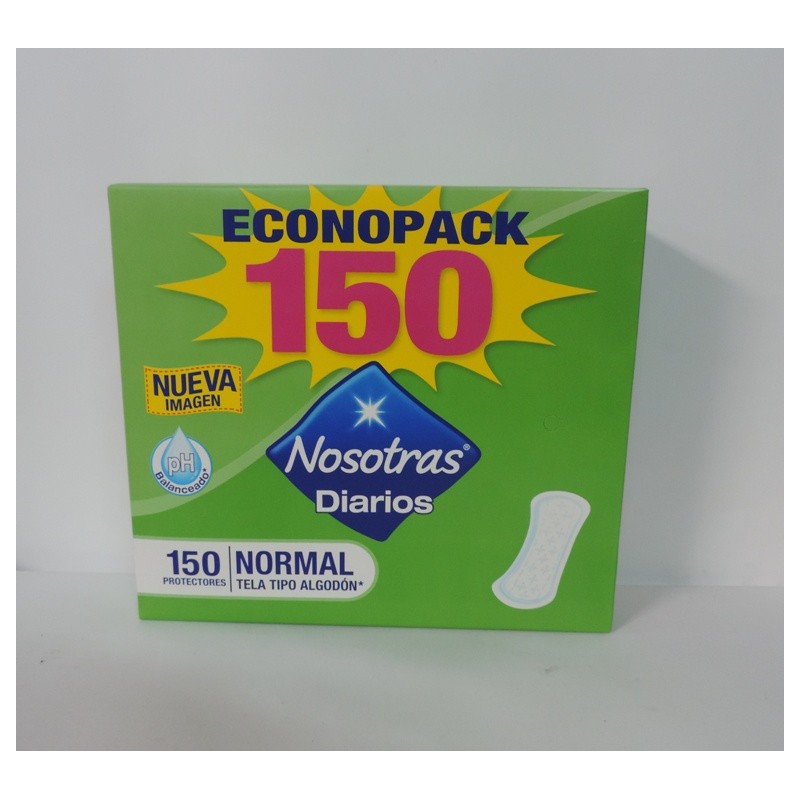 ECONOPACK
150
NUEVA
IMAGEN
pH
Balanceado*
Nosotras®
Diarios
150
PROTECTORES
NORMAL
TELA TIPO ALGODÓN*